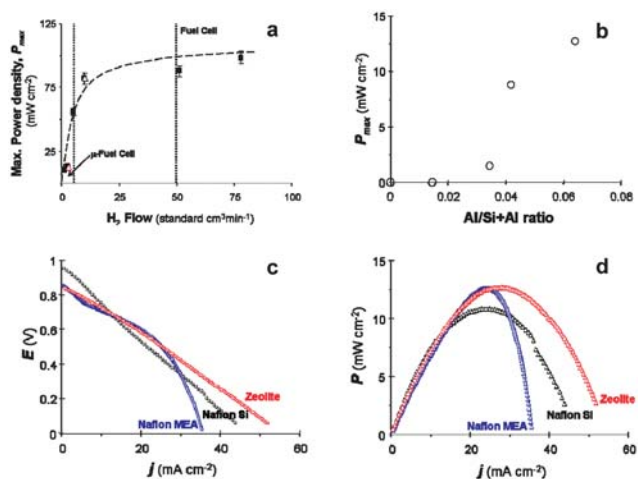 a
Max. Power density, Pmax
(mW cm-2)
125
100
75
50
25
Fuel Cell
μ-Fuel Cell
0 25 50 75 100
H2 Flow (standard cm3min-1)
b
Pmax
(mW cm-2)
15
10
5
0
0 0.02 0.04 0.06 0.08
Al/Si+Al ratio
c
E
(V)
1
0.8
0.6
0.4
0.2
0
Zeolite
Nafion Si
Nafion MEA
0 20 40 60
j (mA cm-2)
d
P
(mW cm-2)
15
10
5
0
Zeolite
Nafion Si
Nafion MEA
0 20 40 60
j (mA cm-2)